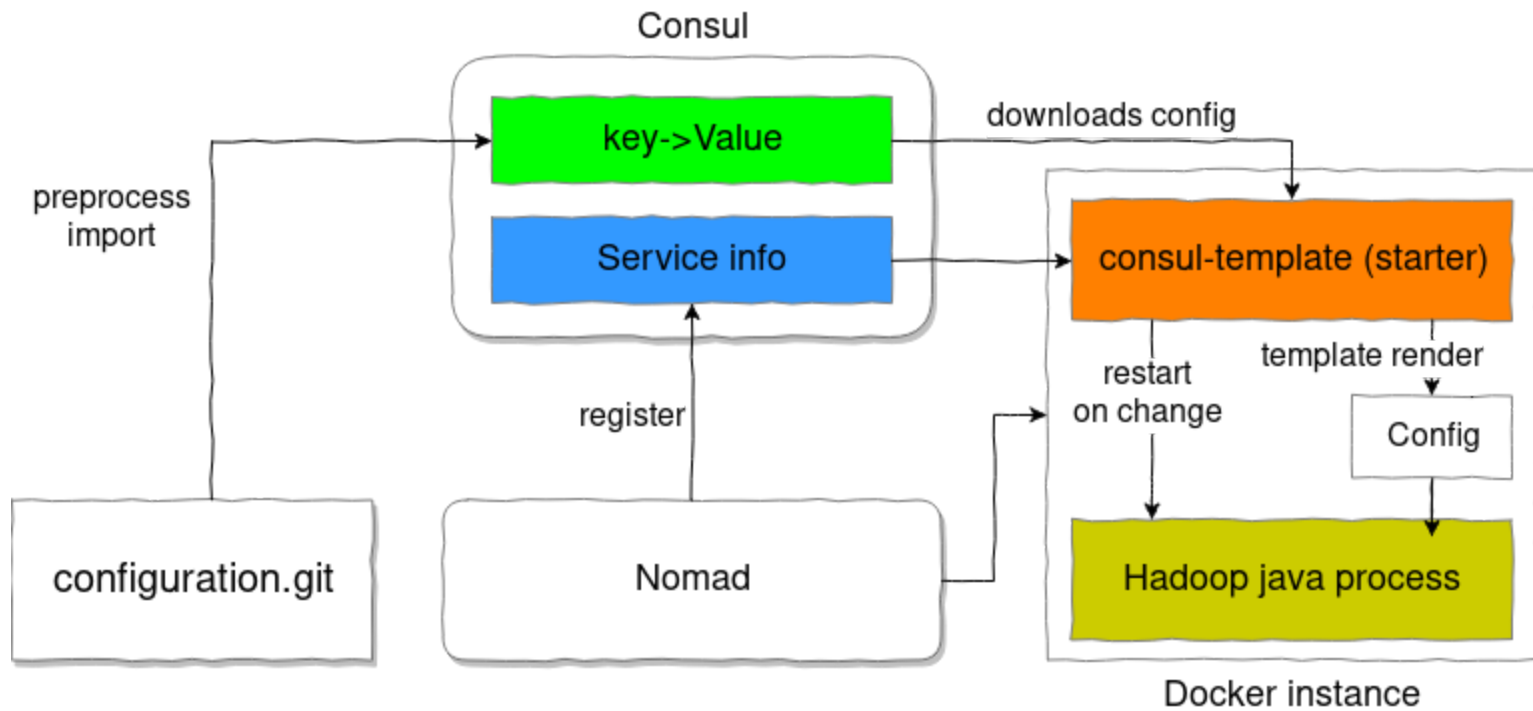 Consul
key->Value
downloads config
preprocess
import
Service info
consul-template (starter)
restart
on change
template render
register
Config
configuration.git
Nomad
Hadoop java process
Docker instance